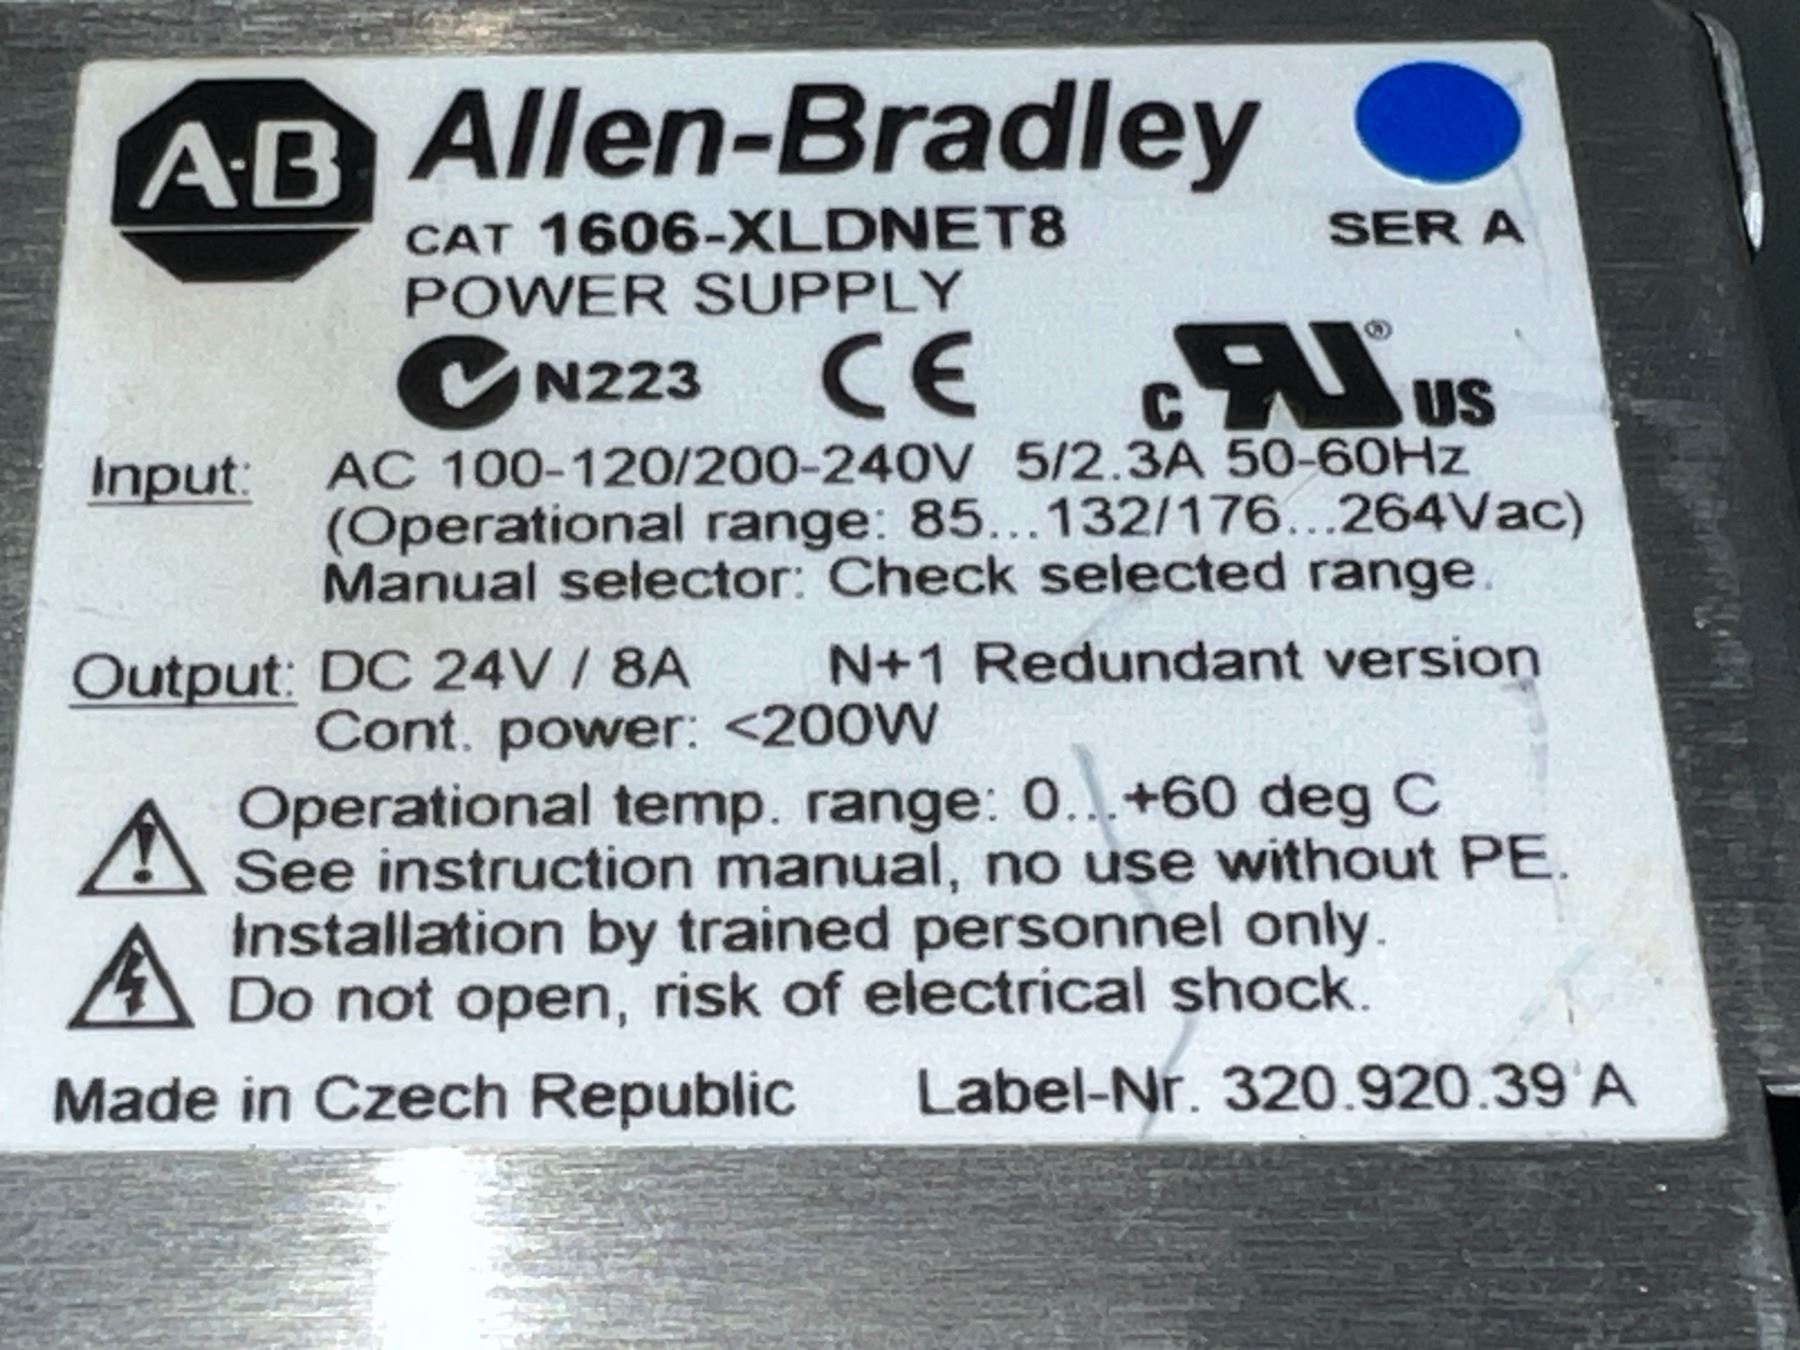 A-B Allen-Bradley
CAT 1606-XLDNET8 SER A
POWER SUPPLY
N223 CE c RU ® US
Input: AC 100-120/200-240V 5/2.3A 50-60Hz
(Operational range: 85...132/176...264Vac)
Manual selector: Check selected range.
Output: DC 24V / 8A N+1 Redundant version
Cont. power: <200W
Operational temp. range: 0...+60 deg C
See instruction manual, no use without PE.
Installation by trained personnel only.
Do not open, risk of electrical shock.
Made in Czech Republic Label-Nr. 320.920.39 A